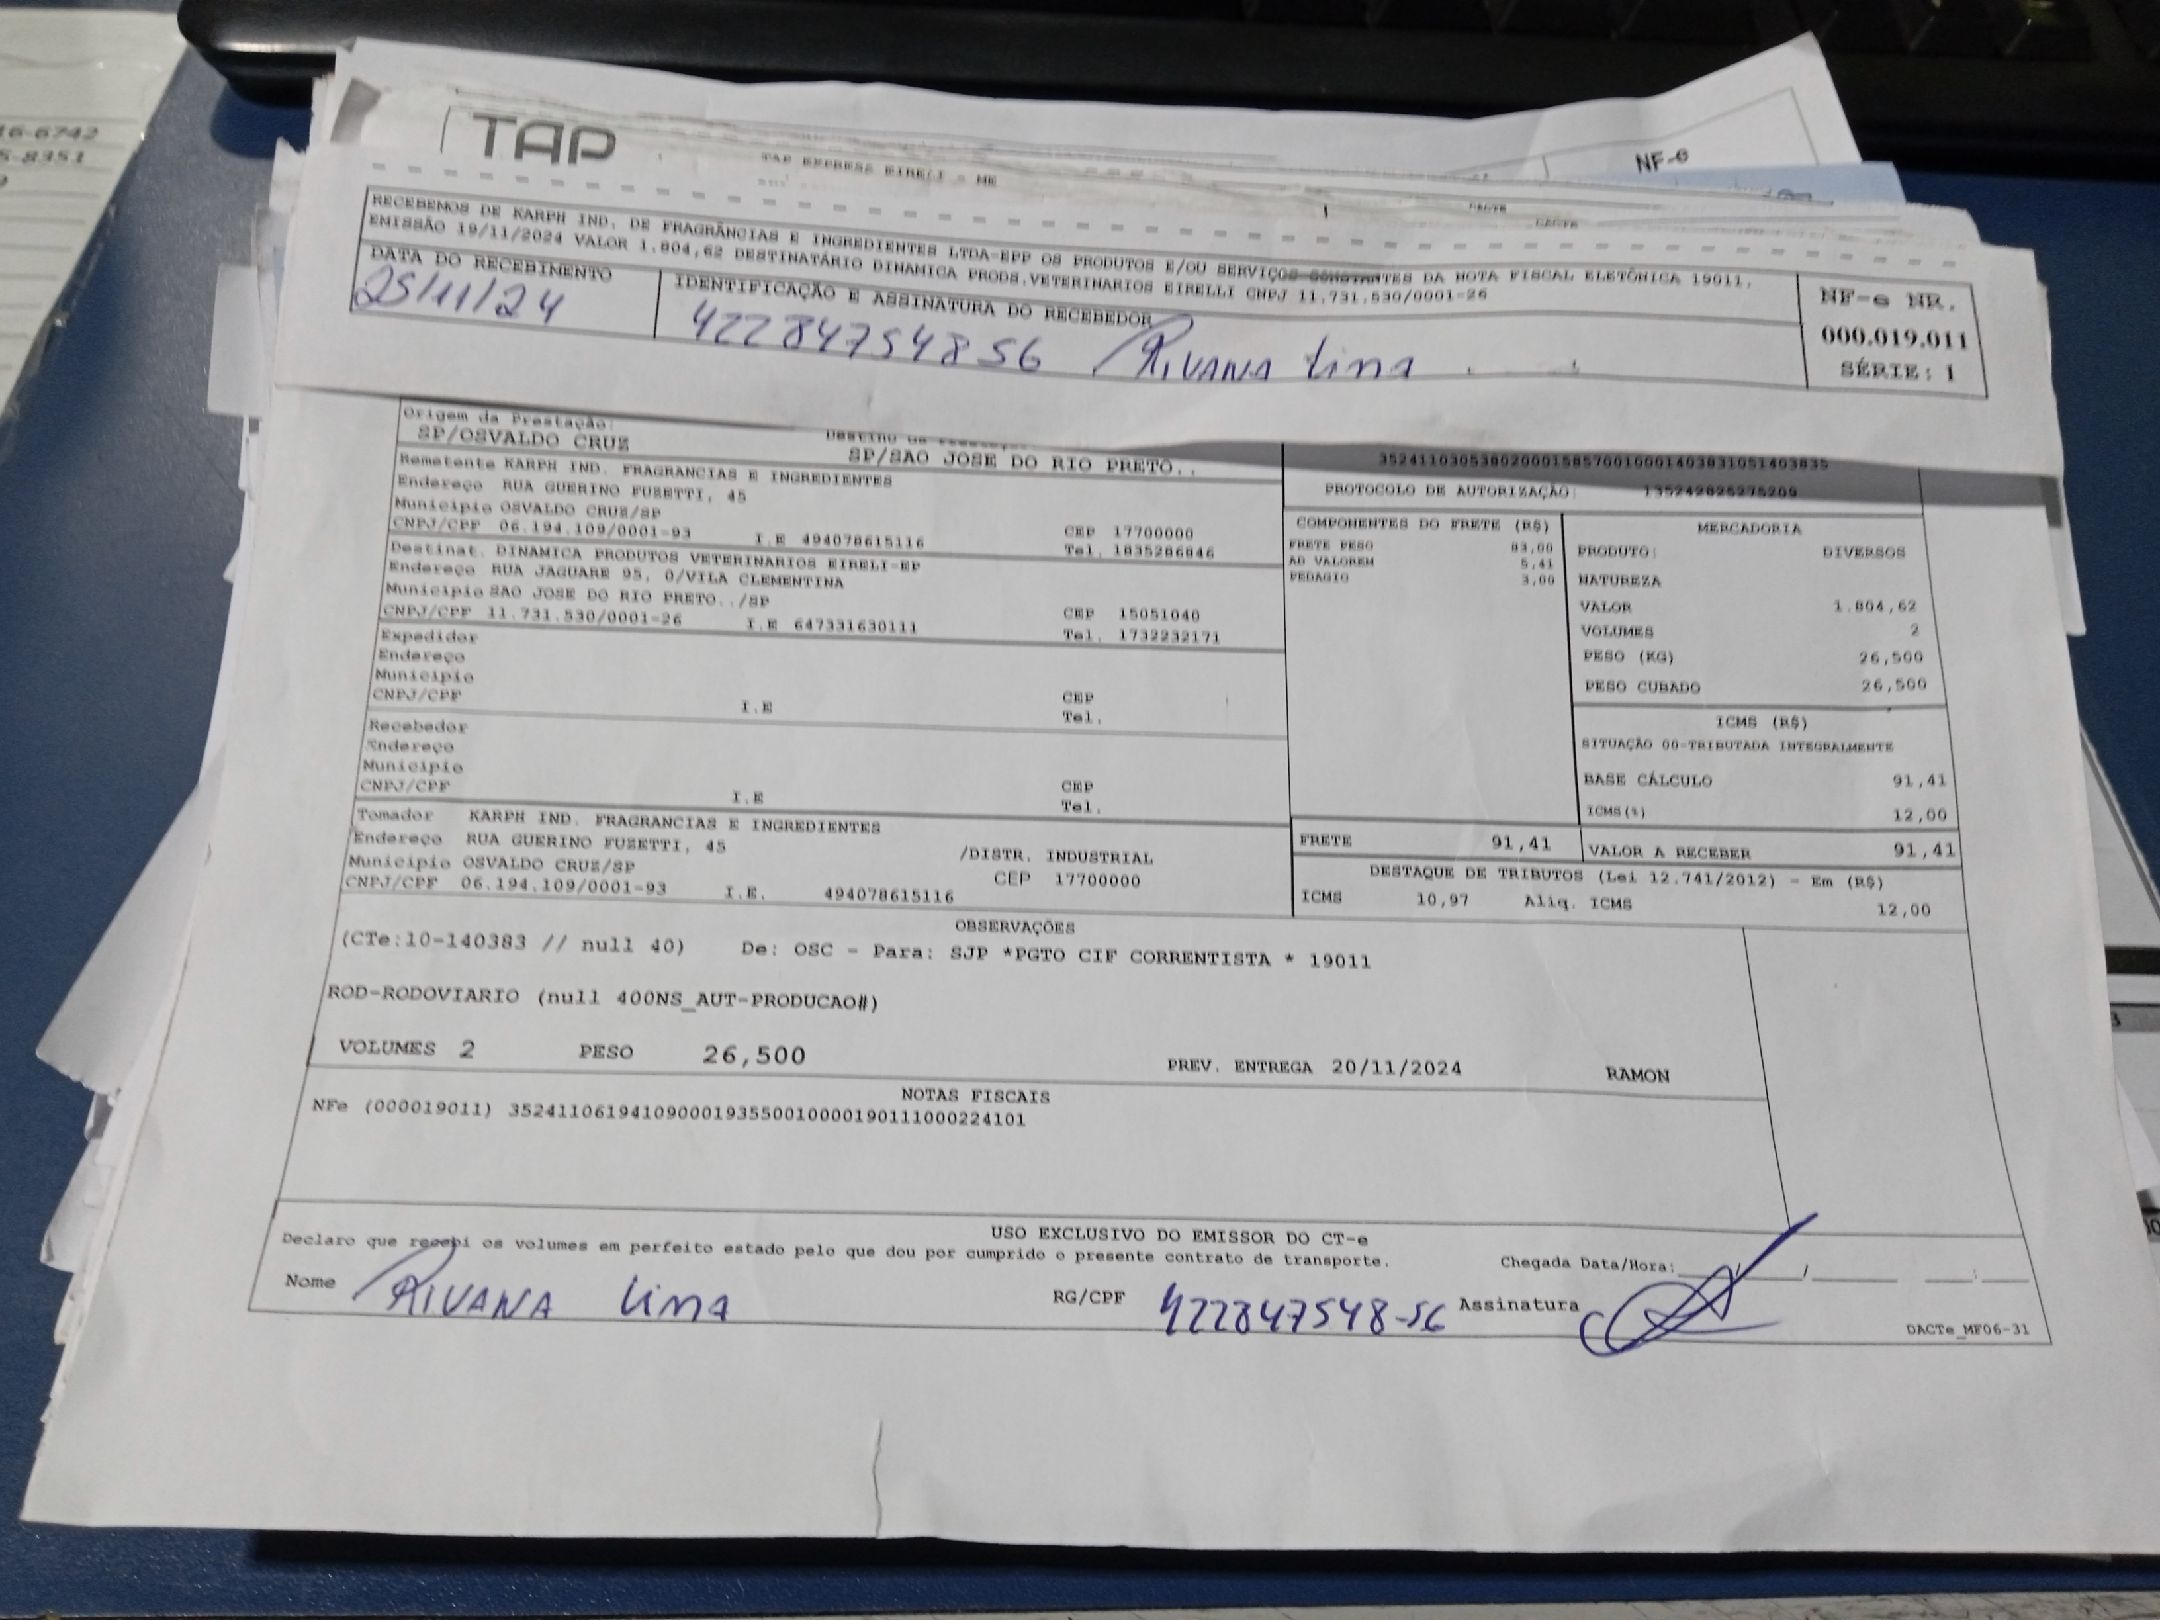 16-6742
5-8351
TAP
TAP EXPRESS EIRELI - ME
NF-e
DACTE
DACTE
RECEBEMOS DE KARPH IND. DE FRAGRÂNCIAS E INGREDIENTES LTDA-EPP OS PRODUTOS E/OU SERVIÇOS CONSTANTES DA NOTA FISCAL ELETÔNICA 19011,
EMISSÃO 19/11/2024 VALOR 1.804,62 DESTINATÁRIO DINAMICA PRODS.VETERINARIOS EIRELLI CNPJ 11.731.530/0001-26
DATA DO RECEBIMENTO
25/11/24
IDENTIFICAÇÃO E ASSINATURA DO RECEBEDOR
42284754856 Rivana Lima
NF-e NR.
000.019.011
SÉRIE: 1
Origem da Prestação:
SP/OSVALDO CRUZ
SP/SAO JOSE DO RIO PRETO..
Remetente KARPH IND. FRAGRANCIAS E INGREDIENTES
Endereço RUA GUERINO FUZETTI, 45
Município OSVALDO CRUZ/SP
CNPJ/CPF 06.194.109/0001-93 I.E 494078615116
CEP 17700000
Tel. 1835286846
Destinat. DINAMICA PRODUTOS VETERINARIOS EIRELI-EP
Endereço RUA JAGUARE 95, 0/VILA CLEMENTINA
Município SAO JOSE DO RIO PRETO../SP
CNPJ/CPF 11.731.530/0001-26 I.E 647331630111
CEP 15051040
Tel. 1732232171
Expedidor
Endereço
Município
CNPJ/CPF I.E
CEP
Tel.
Recebedor
Endereço
Município
CNPJ/CPF I.E
CEP
Tel.
Tomador KARPH IND. FRAGRANCIAS E INGREDIENTES
Endereço RUA GUERINO FUZETTI, 45 /DISTR. INDUSTRIAL
Município OSVALDO CRUZ/SP CEP 17700000
CNPJ/CPF 06.194.109/0001-93 I.E. 494078615116
35241103053802000158570010001403831051403835
PROTOCOLO DE AUTORIZAÇÃO: 135242826275200
COMPONENTES DO FRETE (R$)
FRETE PESO 83,00
AD VALOREM 5,41
PEDAGIO 3,00
MERCADORIA
PRODUTO: DIVERSOS
NATUREZA
VALOR 1.804,62
VOLUMES 2
PESO (KG) 26,500
PESO CUBADO 26,500
ICMS (R$)
SITUAÇÃO 00-TRIBUTADA INTEGRALMENTE
BASE CÁLCULO 91,41
ICMS(%) 12,00
FRETE 91,41
VALOR A RECEBER 91,41
DESTAQUE DE TRIBUTOS (Lei 12.741/2012) - Em (R$)
ICMS 10,97 Aliq. ICMS 12,00
OBSERVAÇÕES
(CTe:10-140383 // null 40) De: OSC - Para: SJP *PGTO CIF CORRENTISTA * 19011
ROD-RODOVIARIO (null 400NS_AUT-PRODUCAO#)
VOLUMES 2 PESO 26,500 PREV. ENTREGA 20/11/2024 RAMON
NOTAS FISCAIS
NFe (000019011) 35241106194109000193550010000190111000224101
USO EXCLUSIVO DO EMISSOR DO CT-e
Declaro que recebi os volumes em perfeito estado pelo que dou por cumprido o presente contrato de transporte.
Chegada Data/Hora:
Nome Rivana Lima RG/CPF 422847548-56 Assinatura
DACTe_MF06-31